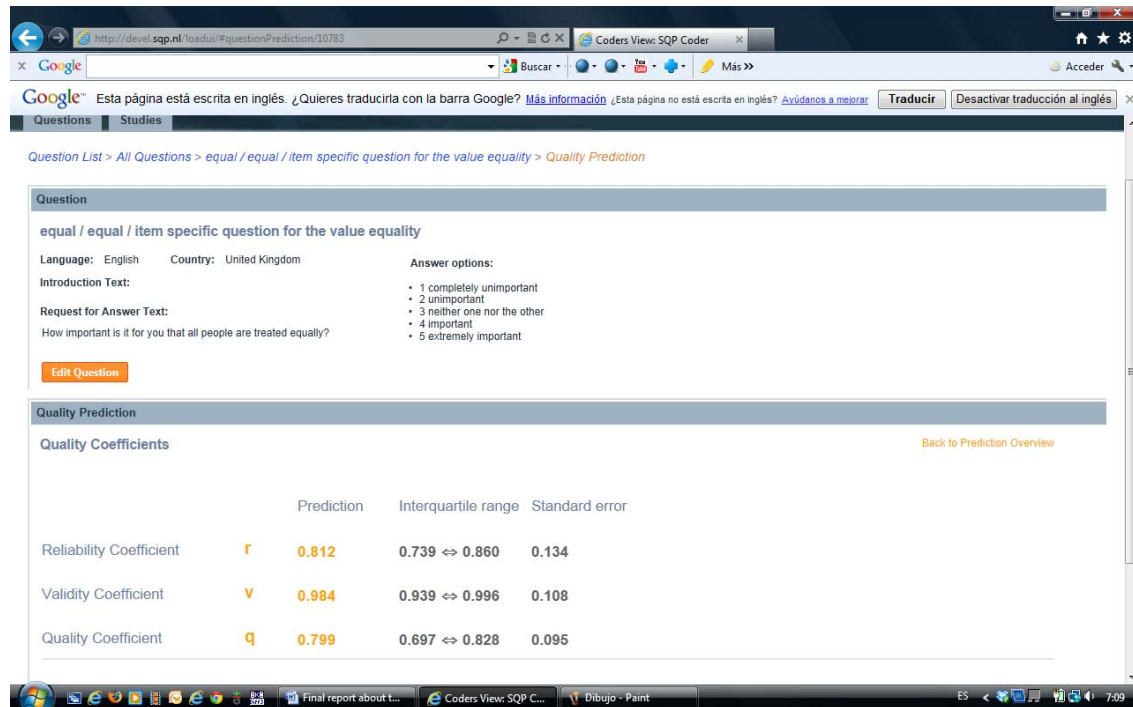 http://devel.sqp.nl/loadui/#questionPrediction/10783
Coders View: SQP Coder
Google Buscar Más >> Acceder
Google Esta página está escrita en inglés. ¿Quieres traducirla con la barra Google? Más información ¿Esta página no está escrita en inglés? Ayúdanos a mejorar Traducir Desactivar traducción al inglés
Questions Studies
Question List > All Questions > equal / equal / item specific question for the value equality > Quality Prediction
Question
equal / equal / item specific question for the value equality
Language: English Country: United Kingdom
Introduction Text:
Request for Answer Text:
How important is it for you that all people are treated equally?
Answer options:
• 1 completely unimportant
• 2 unimportant
• 3 neither one nor the other
• 4 important
• 5 extremely important
Edit Question
Quality Prediction
Quality Coefficients
Back to Prediction Overview
Prediction Interquartile range Standard error
Reliability Coefficient r 0.812 0.739 ⇔ 0.860 0.134
Validity Coefficient v 0.984 0.939 ⇔ 0.996 0.108
Quality Coefficient q 0.799 0.697 ⇔ 0.828 0.095
Final report about t... Coders View: SQP C... Dibujo - Paint ES 7:09